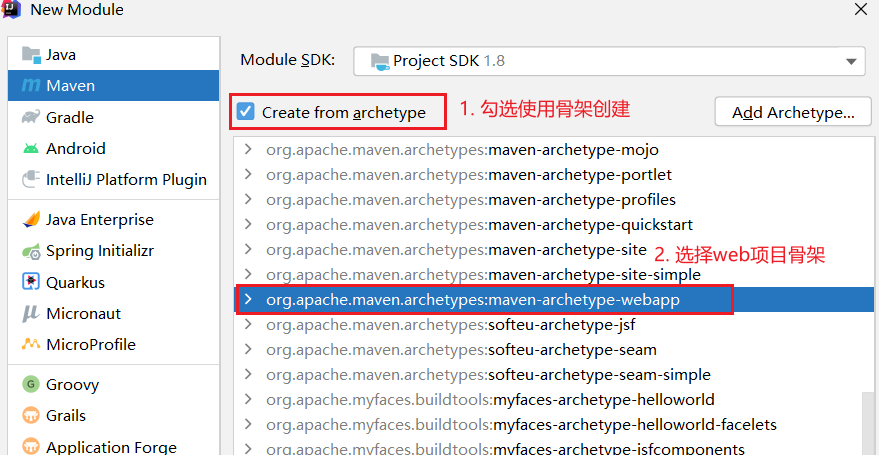 New Module
Java
Maven
Gradle
Android
IntelliJ Platform Plugin
Java Enterprise
Spring Initializr
Quarkus
Micronaut
MicroProfile
Groovy
Grails
Application Forge
Module SDK:
Project SDK 1.8
Create from archetype
1. 勾选使用骨架创建
Add Archetype...
org.apache.maven.archetypes:maven-archetype-mojo
org.apache.maven.archetypes:maven-archetype-portlet
org.apache.maven.archetypes:maven-archetype-profiles
org.apache.maven.archetypes:maven-archetype-quickstart
org.apache.maven.archetypes:maven-archetype-site
2. 选择web项目骨架
org.apache.maven.archetypes:maven-archetype-site-simple
org.apache.maven.archetypes:maven-archetype-webapp
org.apache.maven.archetypes:softeu-archetype-jsf
org.apache.maven.archetypes:softeu-archetype-seam
org.apache.maven.archetypes:softeu-archetype-seam-simple
org.apache.myfaces.buildtools:myfaces-archetype-helloworld
org.apache.myfaces.buildtools:myfaces-archetype-helloworld-facelets
org.apache.myfaces.buildtools:myfaces-archetype-jsfcomponents